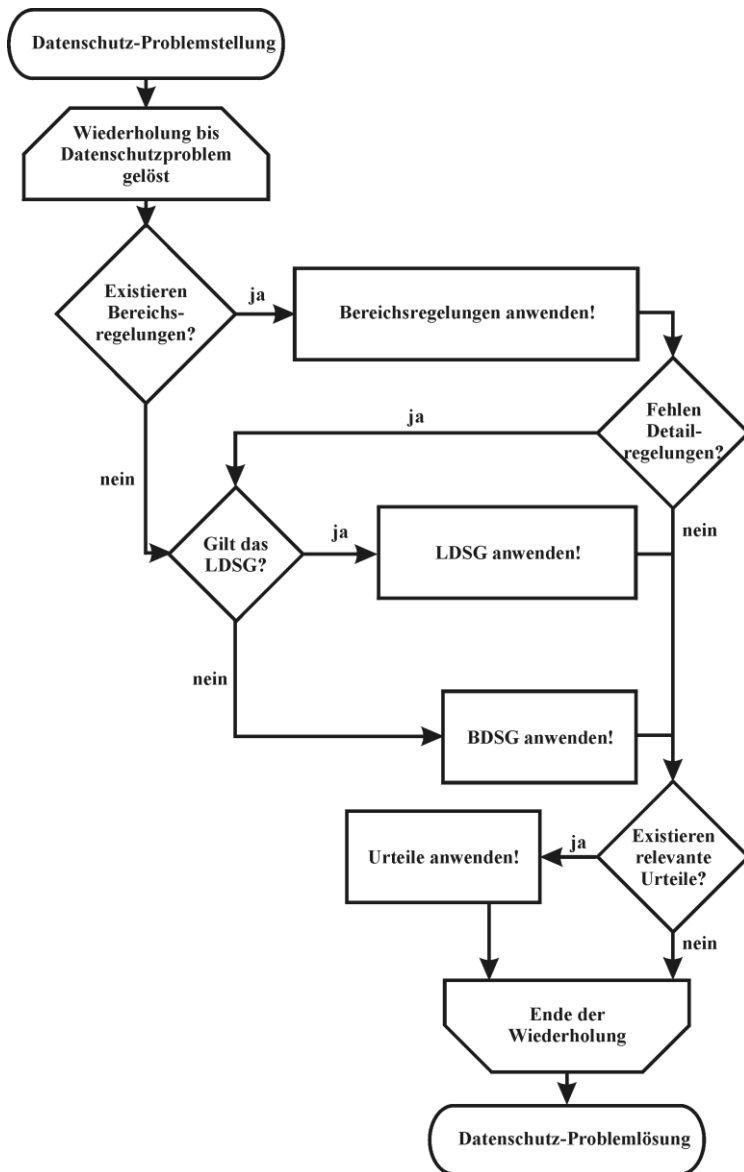 Datenschutz-Problemstellung
Wiederholung bis
Datenschutzproblem
gelöst
Existieren
Bereichs-
regelungen?
ja
Bereichsregelungen anwenden!
Fehlen
Detail-
regelungen?
ja
nein
nein
Gilt das
LDSG?
ja
LDSG anwenden!
nein
BDSG anwenden!
Existieren
relevante
Urteile?
ja
Urteile anwenden!
nein
Ende der
Wiederholung
Datenschutz-Problemlösung